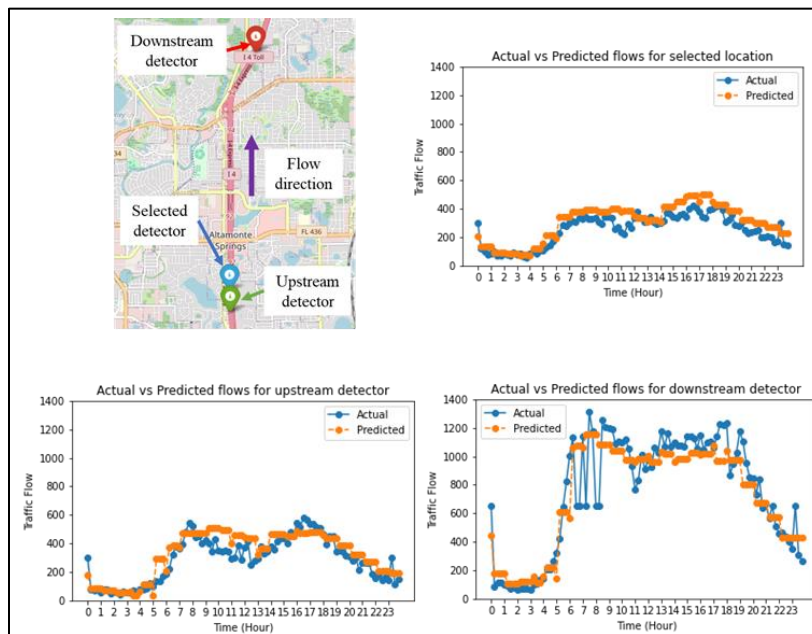 Downstream
detector
I 4 Toll
I 4 Express
Flow
direction
I 4
Selected
detector
34
Altamonte
Springs
FL 436
Upstream
detector
Actual vs Predicted flows for selected location
1400
1200
1000
800
600
400
200
0
Traffic Flow
Actual
Predicted
0 1 2 3 4 5 6 7 8 9 10 11 12 13 14 15 16 17 18 19 20 21 22 23
Time (Hour)
Actual vs Predicted flows for upstream detector
1400
1200
1000
800
600
400
200
0
Traffic Flow
Actual
Predicted
0 1 2 3 4 5 6 7 8 9 10 11 12 13 14 15 16 17 18 19 20 21 22 23
Time (Hour)
Actual vs Predicted flows for downstream detector
1400
1200
1000
800
600
400
200
0
Traffic Flow
Actual
Predicted
0 1 2 3 4 5 6 7 8 9 10 11 12 13 14 15 16 17 18 19 20 21 22 23
Time (Hour)